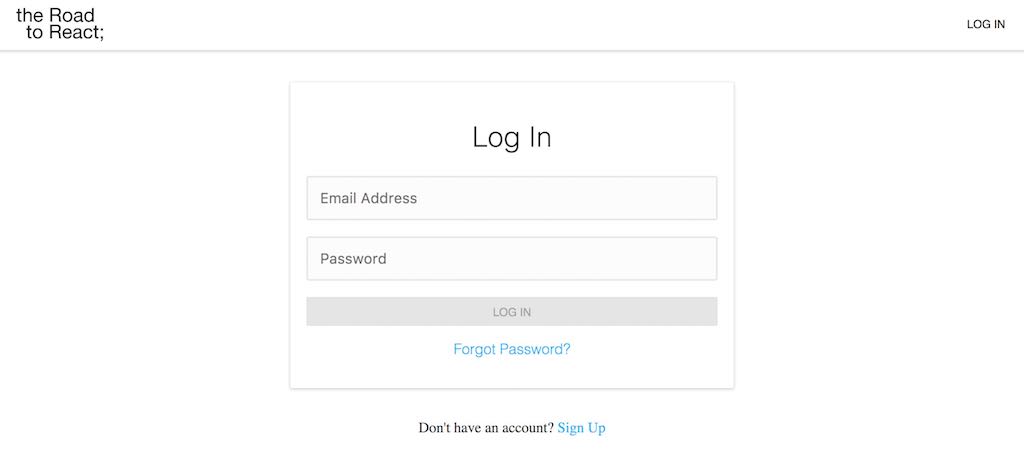 the Road
to React;
LOG IN
Log In
Email Address
Password
LOG IN
Forgot Password?
Don't have an account? Sign Up